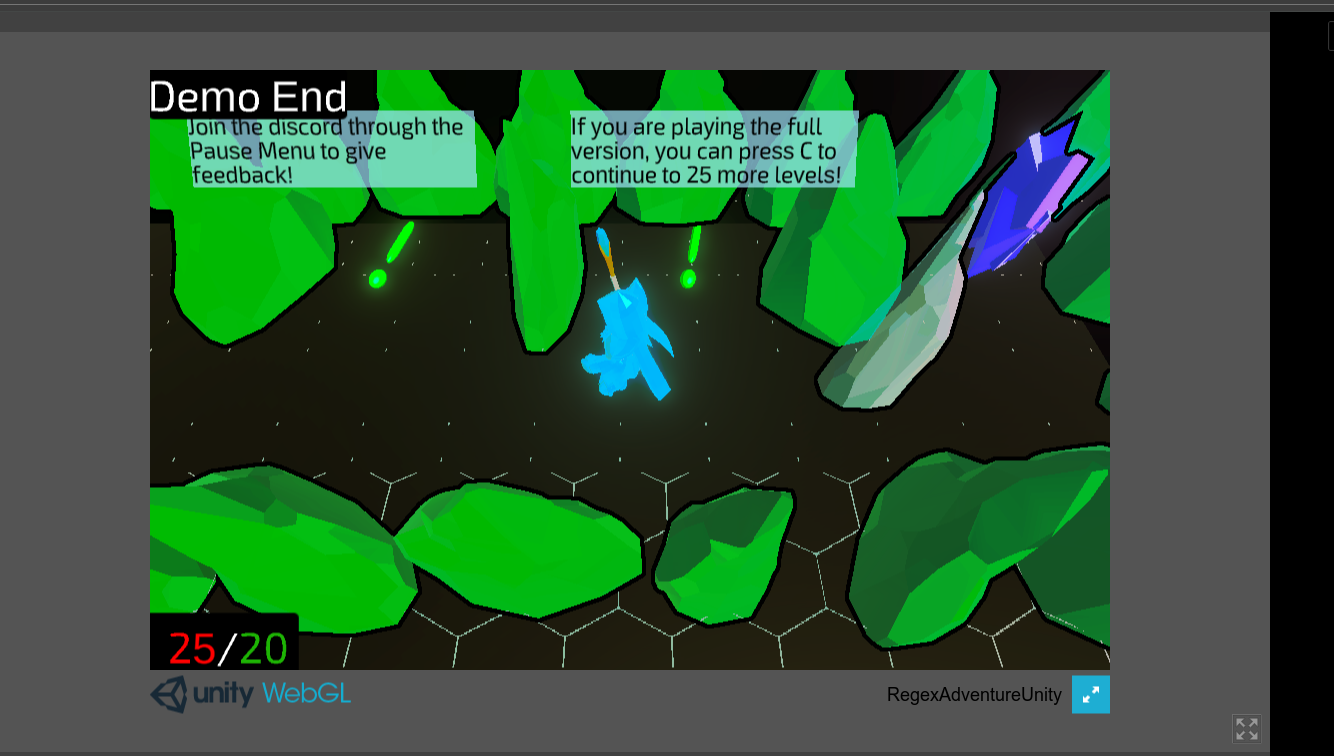 Demo End
Join the discord through the
Pause Menu to give
feedback!
If you are playing the full
version, you can press C to
continue to 25 more levels!
25/20
unity WebGL
RegexAdventureUnity